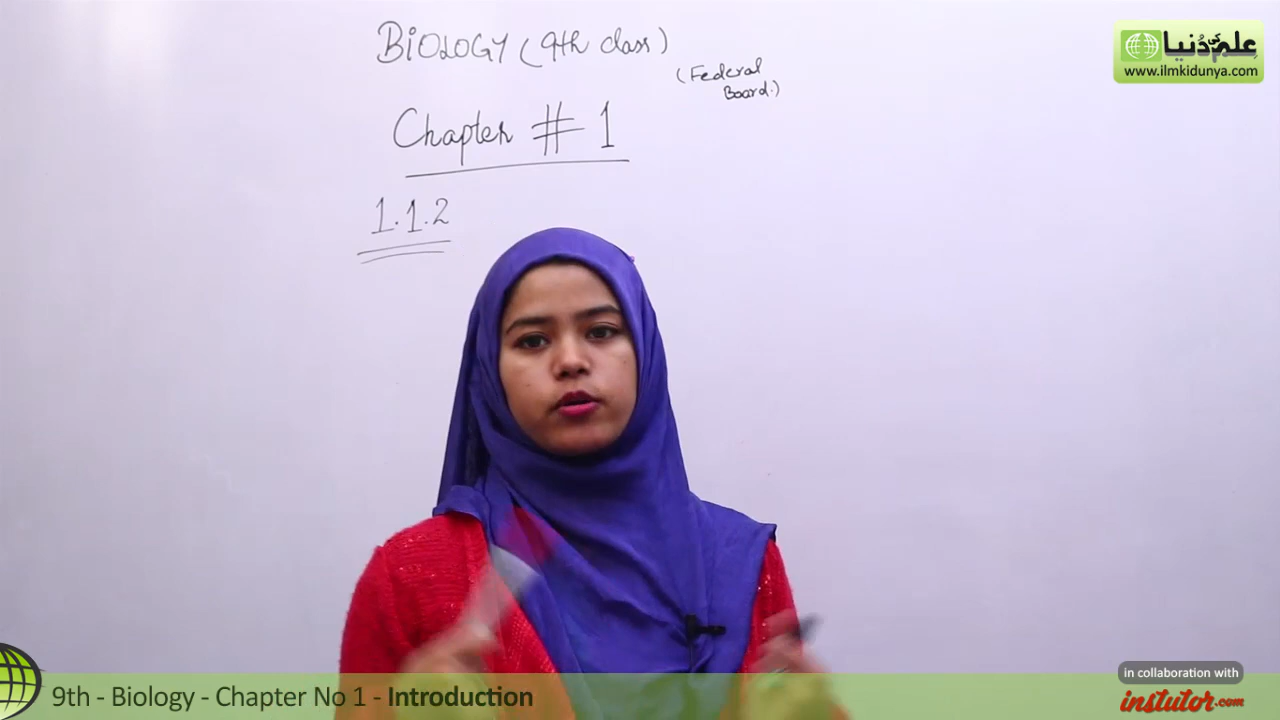 BiOLOGY (9th class)
(Federal
Board.)
Chapter # 1
1.1.2
علم کی دُنیا
www.ilmkidunya.com
in collaboration with
instutor.com
9th - Biology - Chapter No 1 - Introduction